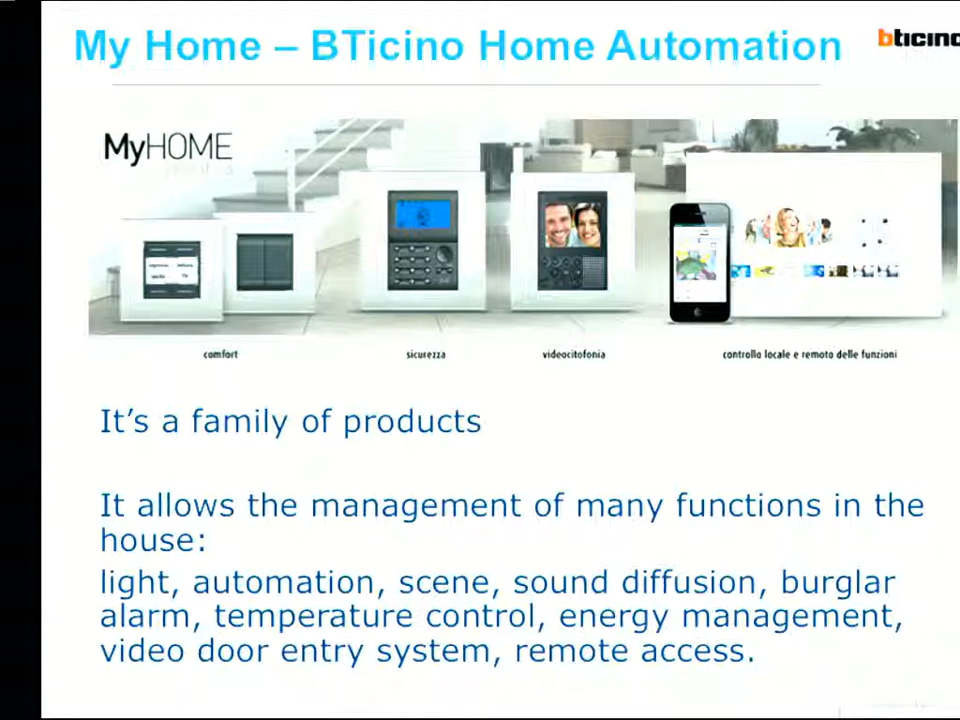 My Home – BTicino Home Automation
bticino
MyHOME
comfort
sicurezza
videocitofonia
controllo locale e remoto delle funzioni
It's a family of products
It allows the management of many functions in the
house:
light, automation, scene, sound diffusion, burglar
alarm, temperature control, energy management,
video door entry system, remote access.